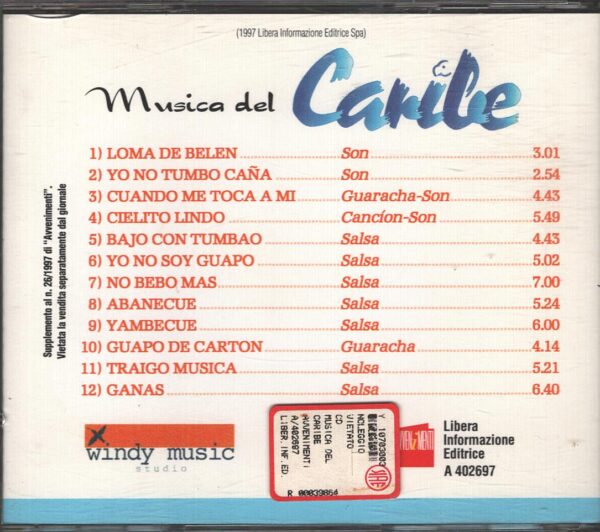 (1997 Libera Informazione Editrice Spa)
Musica del Caribe
1) LOMA DE BELEN Son 3.01
2) YO NO TUMBO CAÑA Son 2.54
3) CUANDO ME TOCA A MI Guaracha-Son 4.43
4) CIELITO LINDO Cancíon-Son 5.49
5) BAJO CON TUMBAO Salsa 4.43
6) YO NO SOY GUAPO Salsa 5.02
7) NO BEBO MAS Salsa 7.00
8) ABANECUE Salsa 5.24
9) YAMBECUE Salsa 6.00
10) GUAPO DE CARTON Guaracha 4.14
11) TRAIGO MUSICA Salsa 5.21
12) GANAS Salsa 6.40
Supplemento al n. 26/1997 di "Avvenimenti".
Vietata la vendita separatamente dal giornale
windy music
studio
Y 10703003
NOLEGGIO
VIETATO
CD
MUSICA DEL
CARIBE
AVVENIMENTI
A/402697
LIBER.INF.ED.
R 00039864
SIAE
Libera
Informazione
Editrice
A 402697